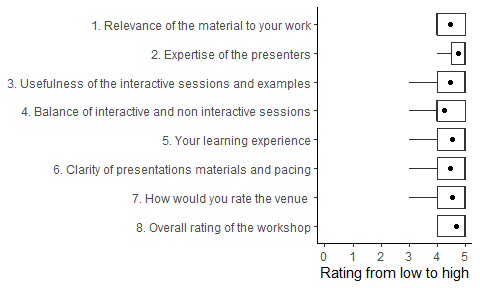 1. Relevance of the material to your work
2. Expertise of the presenters
3. Usefulness of the interactive sessions and examples
4. Balance of interactive and non interactive sessions
5. Your learning experience
6. Clarity of presentations materials and pacing
7. How would you rate the venue
8. Overall rating of the workshop
0 1 2 3 4 5
Rating from low to high